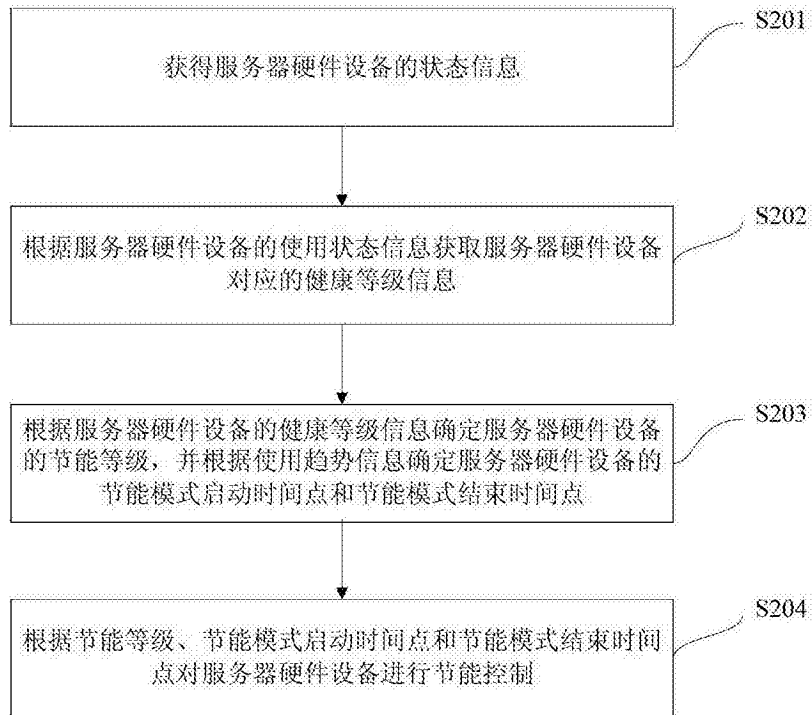 S201
获得服务器硬件设备的状态信息
S202
根据服务器硬件设备的使用状态信息获取服务器硬件设备
对应的健康等级信息
S203
根据服务器硬件设备的健康等级信息确定服务器硬件设备
的节能等级，并根据使用趋势信息确定服务器硬件设备的
节能模式启动时间点和节能模式结束时间点
S204
根据节能等级、节能模式启动时间点和节能模式结束时间
点对服务器硬件设备进行节能控制